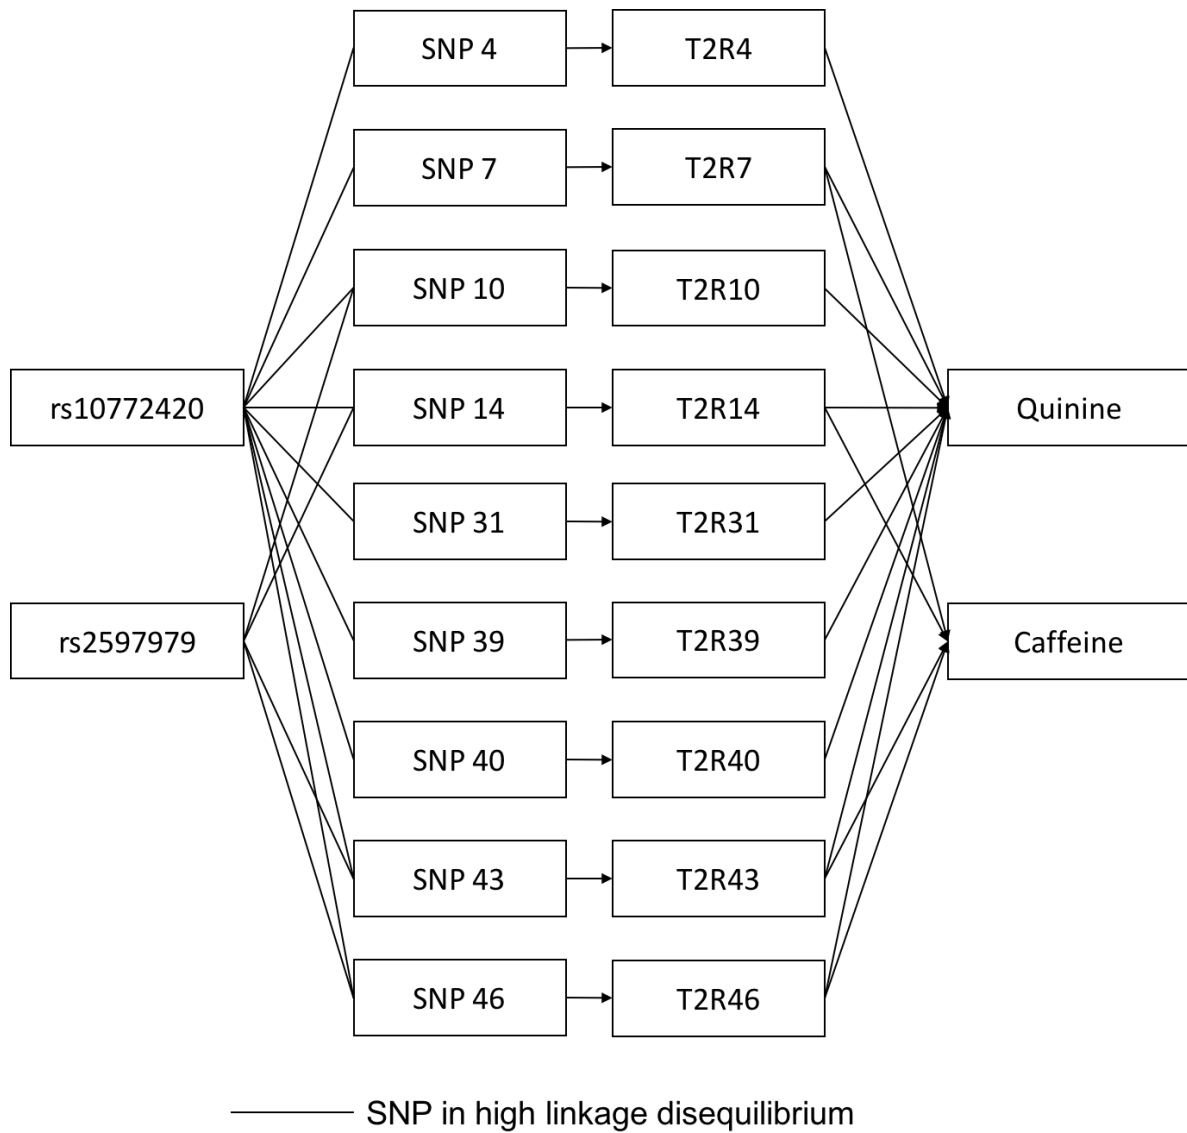 SNP 4
T2R4
SNP 7
T2R7
SNP 10
T2R10
rs10772420
SNP 14
T2R14
Quinine
SNP 31
T2R31
rs2597979
SNP 39
T2R39
Caffeine
SNP 40
T2R40
SNP 43
T2R43
SNP 46
T2R46
SNP in high linkage disequilibrium